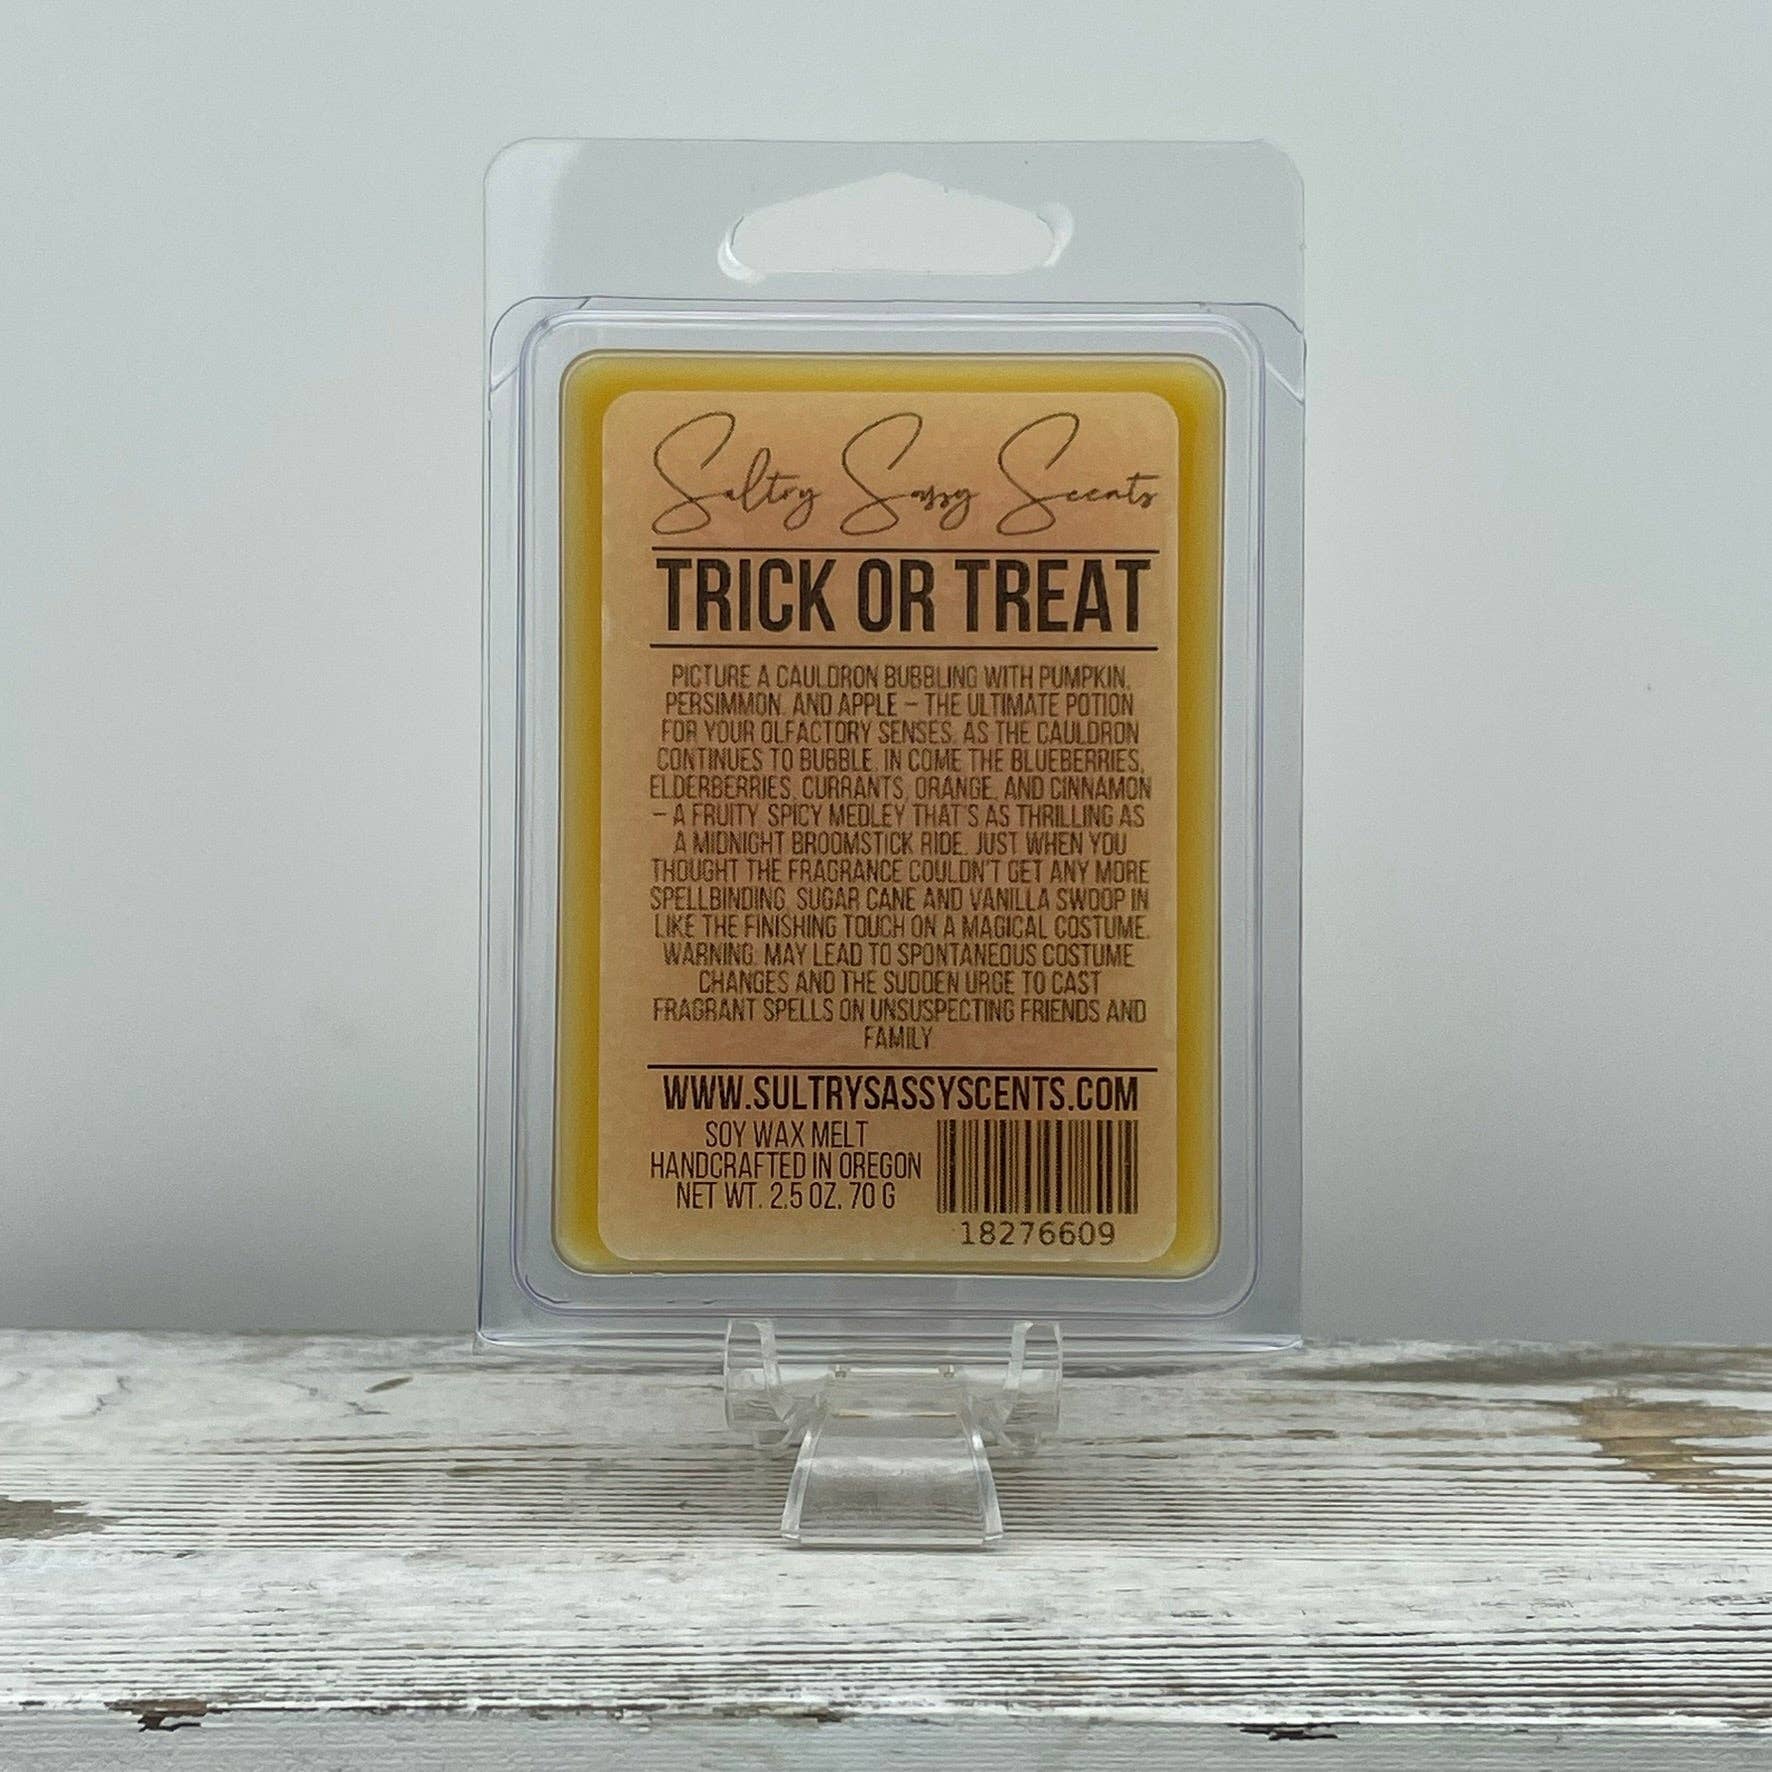 Sultry Sassy Scents
TRICK OR TREAT
PICTURE A CAULDRON BUBBLING WITH PUMPKIN,
PERSIMMON, AND APPLE – THE ULTIMATE POTION
FOR YOUR OLFACTORY SENSES. AS THE CAULDRON
CONTINUES TO BUBBLE, IN COME THE BLUEBERRIES,
ELDERBERRIES, CURRANTS, ORANGE, AND CINNAMON
– A FRUITY, SPICY MEDLEY THAT'S AS THRILLING AS
A MIDNIGHT BROOMSTICK RIDE. JUST WHEN YOU
THOUGHT THE FRAGRANCE COULDN'T GET ANY MORE
SPELLBINDING, SUGAR CANE AND VANILLA SWOOP IN
LIKE THE FINISHING TOUCH ON A MAGICAL COSTUME.
WARNING: MAY LEAD TO SPONTANEOUS COSTUME
CHANGES AND THE SUDDEN URGE TO CAST
FRAGRANT SPELLS ON UNSUSPECTING FRIENDS AND
FAMILY.
WWW.SULTRYSASSYSCENTS.COM
SOY WAX MELT
HANDCRAFTED IN OREGON
NET WT. 2.5 OZ. 70 G
18276609